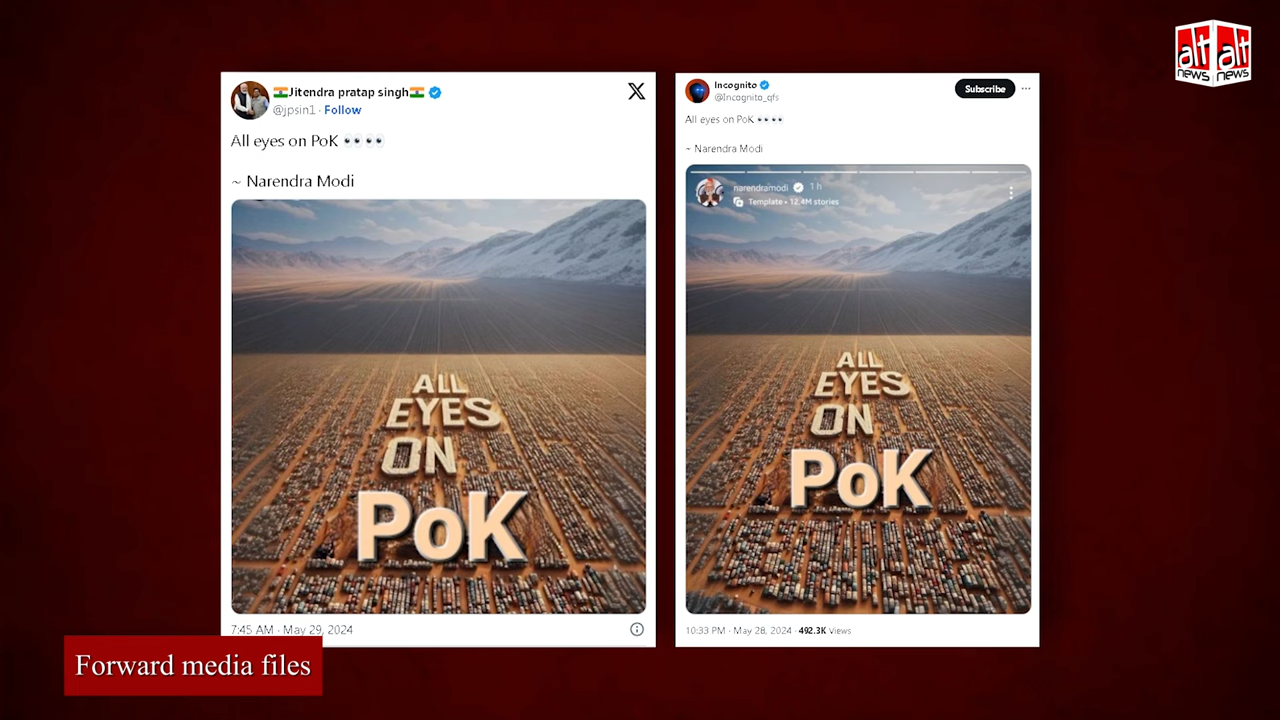 alt alt
news news
🇮🇳Jitendra pratap singh🇮🇳
@jpsin1 · Follow
All eyes on PoK 👀👀
~ Narendra Modi
ALL
EYES
ON
PoK
7:45 AM · May 29, 2024
Incognito
@Incognito_qfs
Subscribe
All eyes on PoK 👀👀
~ Narendra Modi
narendramodi 1 h
Template • 12.4M stories
ALL
EYES
ON
PoK
10:33 PM · May 28, 2024 · 492.3K Views
Forward media files